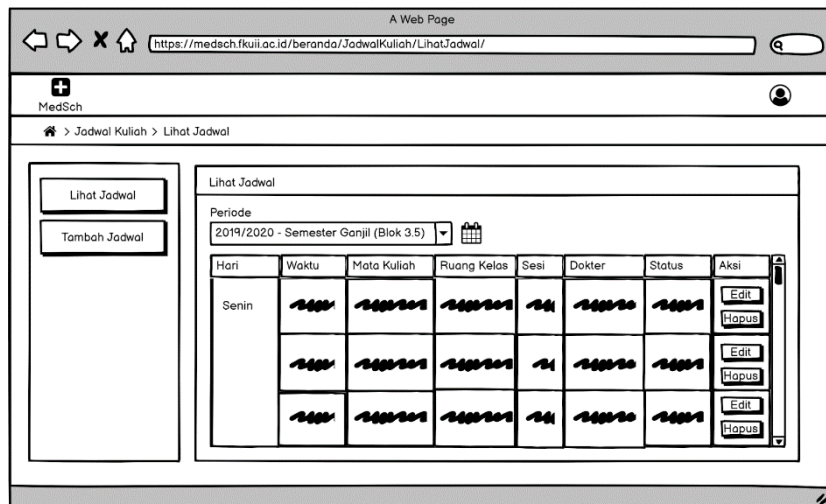 A Web Page
https://medsch.fkuii.ac.id/beranda/JadwalKuliah/LihatJadwal/
MedSch
> Jadwal Kuliah > Lihat Jadwal
Lihat Jadwal
Tambah Jadwal
Lihat Jadwal
Periode
2019/2020 - Semester Ganjil (Blok 3.5)
Hari Waktu Mata Kuliah Ruang Kelas Sesi Dokter Status Aksi
Senin
Edit
Hapus
Edit
Hapus
Edit
Hapus